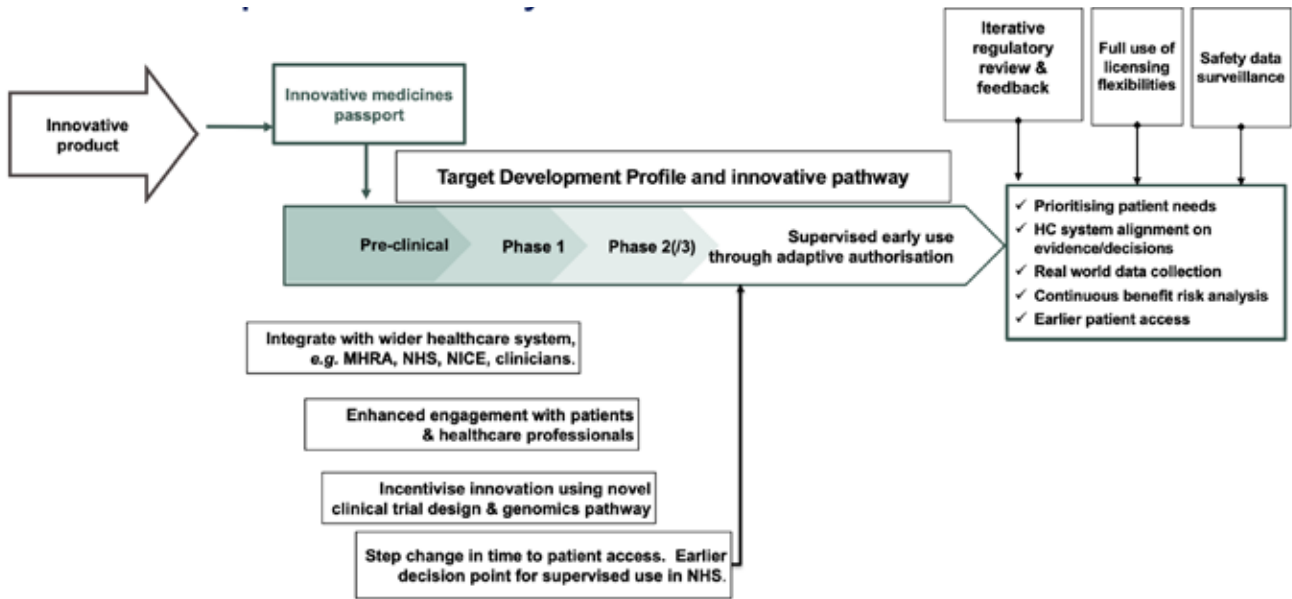 Innovative
product
Innovative medicines
passport
Target Development Profile and innovative pathway
Pre-clinical
Phase 1
Phase 2(/3)
Supervised early use
through adaptive authorisation
Iterative
regulatory
review &
feedback
Full use of
licensing
flexibilities
Safety data
surveillance
✓ Prioritising patient needs
✓ HC system alignment on
evidence/decisions
✓ Real world data collection
✓ Continuous benefit risk analysis
✓ Earlier patient access
Integrate with wider healthcare system,
e.g. MHRA, NHS, NICE, clinicians.
Enhanced engagement with patients
& healthcare professionals
Incentivise innovation using novel
clinical trial design & genomics pathway
Step change in time to patient access. Earlier
decision point for supervised use in NHS.